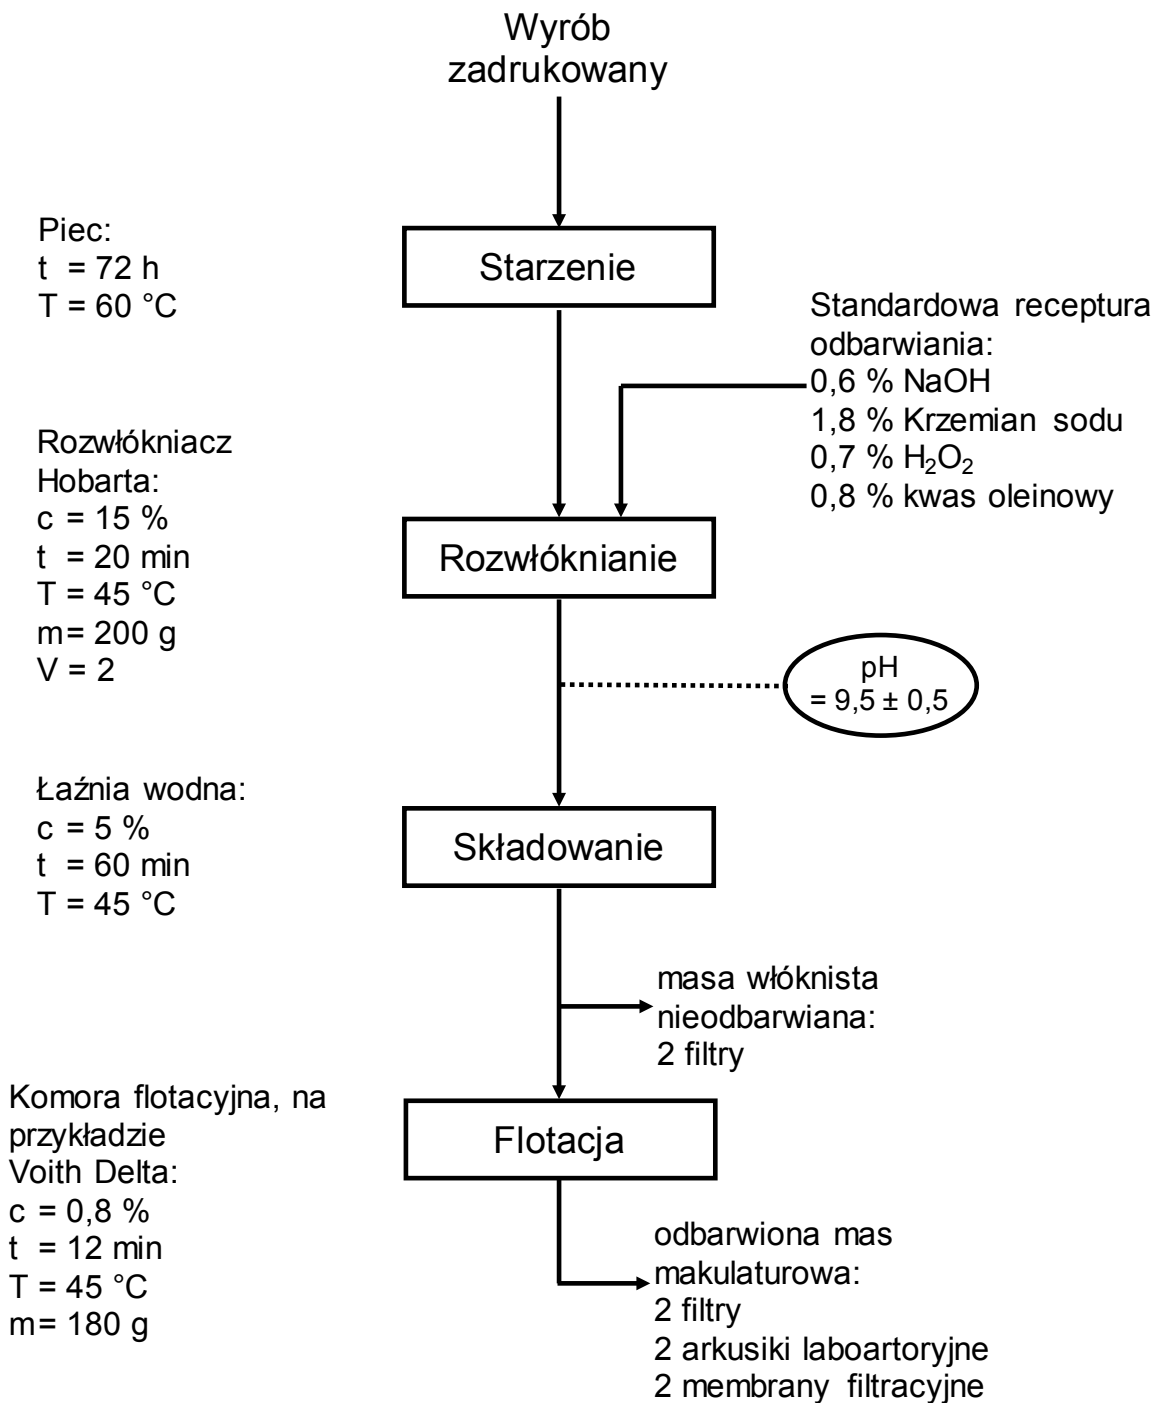 Wyrób
zadrukowany
Piec:
t = 72 h
T = 60 °C
Starzenie
Standardowa receptura
odbarwiania:
0,6 % NaOH
1,8 % Krzemian sodu
0,7 % H₂O₂
0,8 % kwas oleinowy
Rozwłókniacz
Hobarta:
c = 15 %
t = 20 min
T = 45 °C
m= 200 g
V = 2
Rozwłóknianie
pH
= 9,5 ± 0,5
Łaźnia wodna:
c = 5 %
t = 60 min
T = 45 °C
Składowanie
masa włóknista
nieodbarwiana:
2 filtry
Komora flotacyjna, na
przykładzie
Voith Delta:
c = 0,8 %
t = 12 min
T = 45 °C
m= 180 g
Flotacja
odbarwiona mas
makulaturowa:
2 filtry
2 arkusiki laboartoryjne
2 membrany filtracyjne